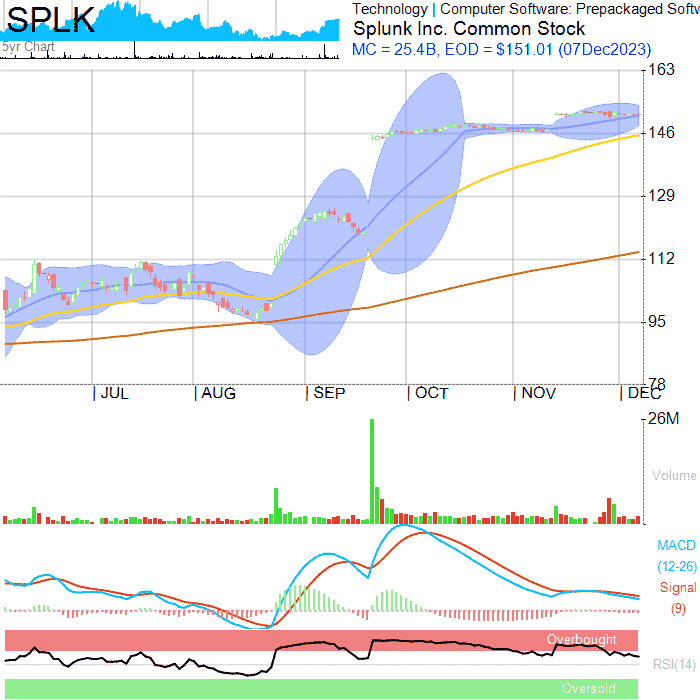 SPLK
5yr Chart
Technology | Computer Software: Prepackaged Softw
Splunk Inc. Common Stock
MC = 25.4B, EOD = $151.01 (07Dec2023)
163
146
129
112
95
78
JUL
AUG
SEP
OCT
NOV
DEC
26M
Volume
MACD
(12-26)
Signal
(9)
Overbought
RSI(14)
Oversold